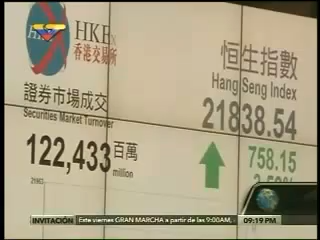 HKEx
香港交易所
恒生指數
Hang Seng Index
21838.54
證券市場成交
Securities Market Turnover
122,433 百萬
million
758.15
INVITACIÓN Este viernes GRAN MARCHA a partir de las 9:00AM, 09:19 PM